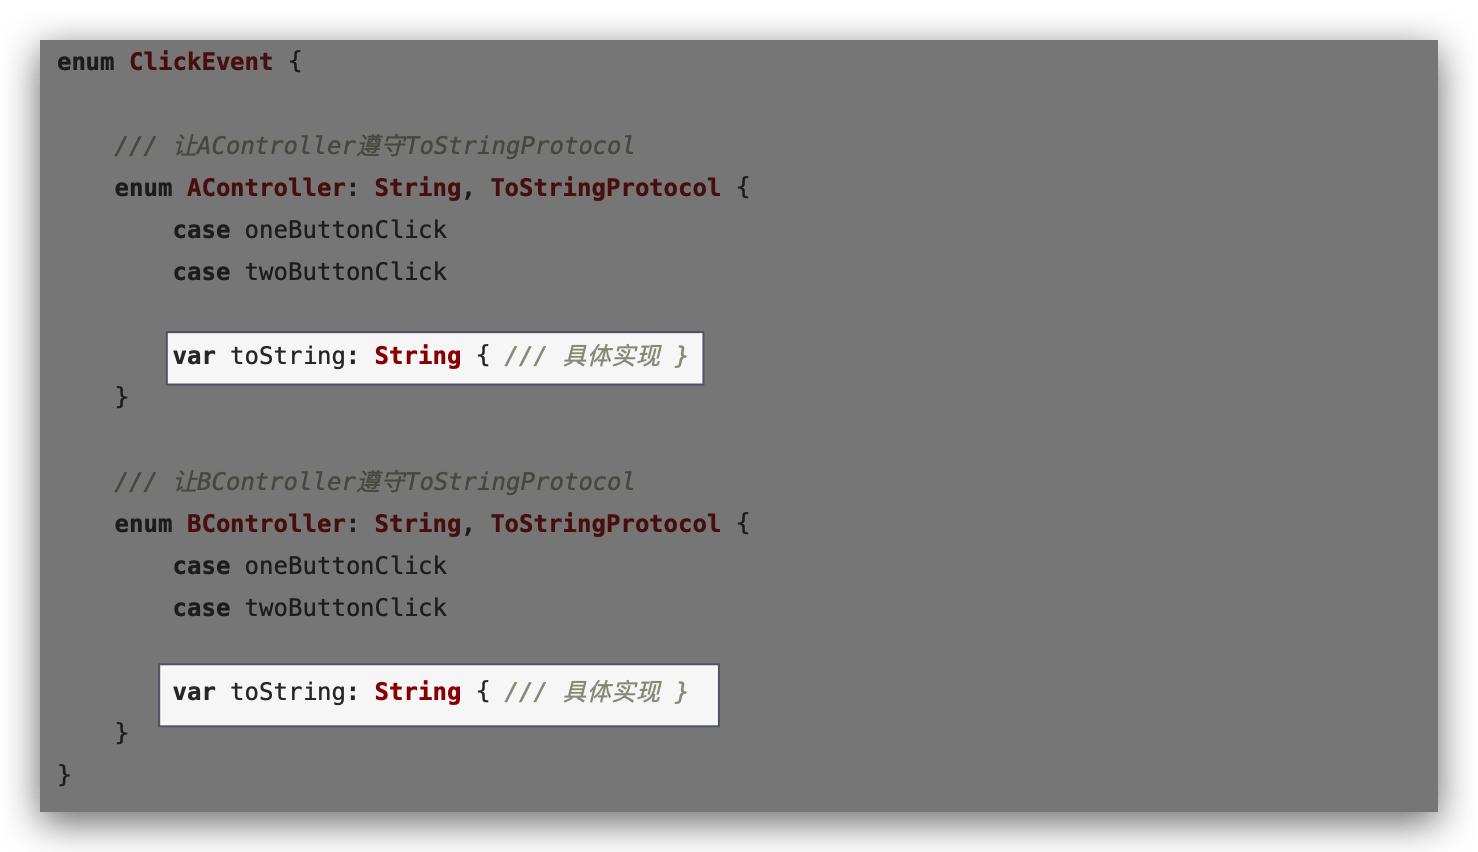 enum ClickEvent {
/// 让AController遵守ToStringProtocol
enum AController: String, ToStringProtocol {
case oneButtonClick
case twoButtonClick
var toString: String { /// 具体实现 }
}
/// 让BController遵守ToStringProtocol
enum BController: String, ToStringProtocol {
case oneButtonClick
case twoButtonClick
var toString: String { /// 具体实现 }
}
}